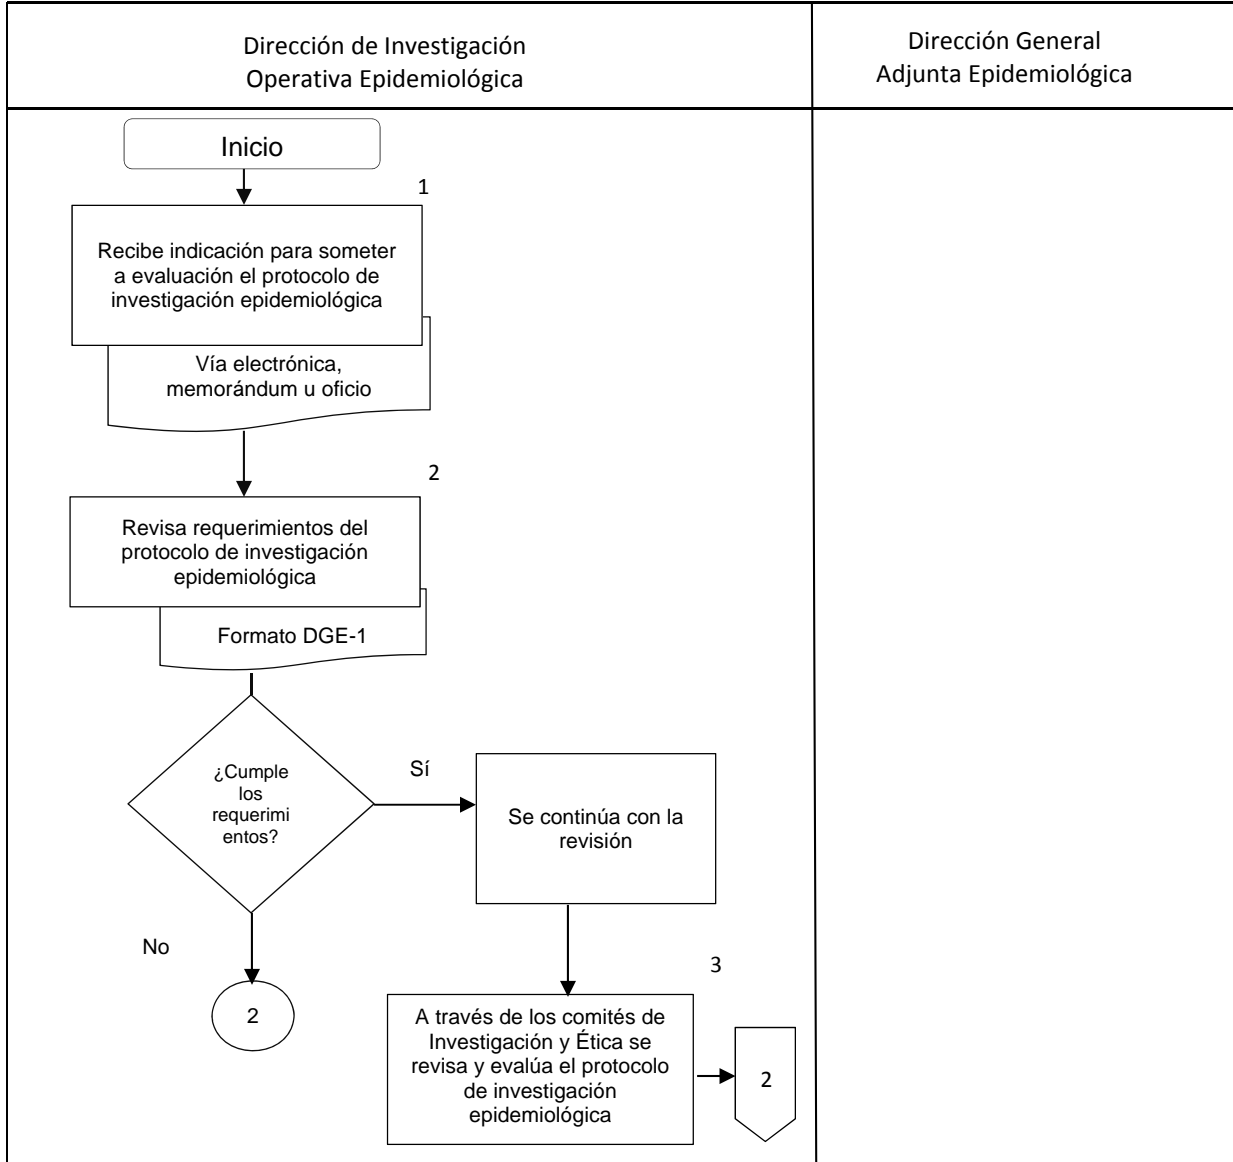 Dirección de Investigación
Operativa Epidemiológica
Dirección General
Adjunta Epidemiológica
Inicio
1
Recibe indicación para someter
a evaluación el protocolo de
investigación epidemiológica
Vía electrónica,
memorándum u oficio
2
Revisa requerimientos del
protocolo de investigación
epidemiológica
Formato DGE-1
¿Cumple
los
requerimi
entos?
Sí
Se continúa con la
revisión
No
2
3
A través de los comités de
Investigación y Ética se
revisa y evalúa el protocolo
de investigación
epidemiológica
2